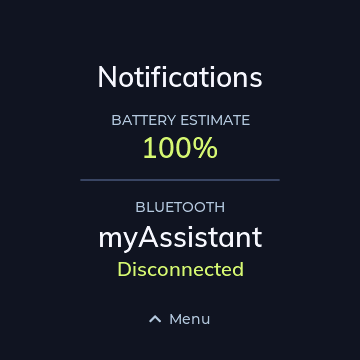 Notifications
BATTERY ESTIMATE
100%
BLUETOOTH
myAssistant
Disconnected
Menu